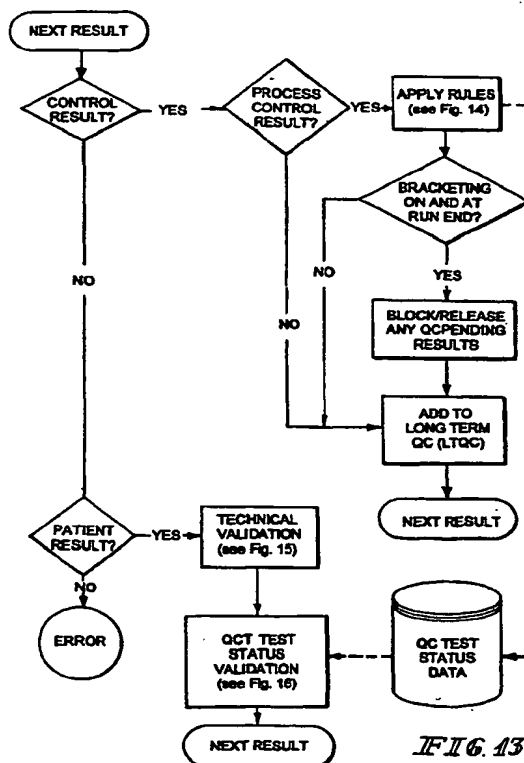 NEXT RESULT
CONTROL
RESULT?
YES
PROCESS
CONTROL
RESULT?
YES
APPLY RULES
(see Fig. 14)
BRACKETING
ON AND AT
RUN END?
NO
NO
NO
YES
BLOCK/RELEASE
ANY QCPENDING
RESULTS
ADD TO
LONG TERM
QC (LTQC)
NEXT RESULT
PATIENT
RESULT?
YES
TECHNICAL
VALIDATION
(see Fig. 15)
NO
ERROR
QCT TEST
STATUS
VALIDATION
(see Fig. 16)
QC TEST
STATUS
DATA
NEXT RESULT
FIG. 13